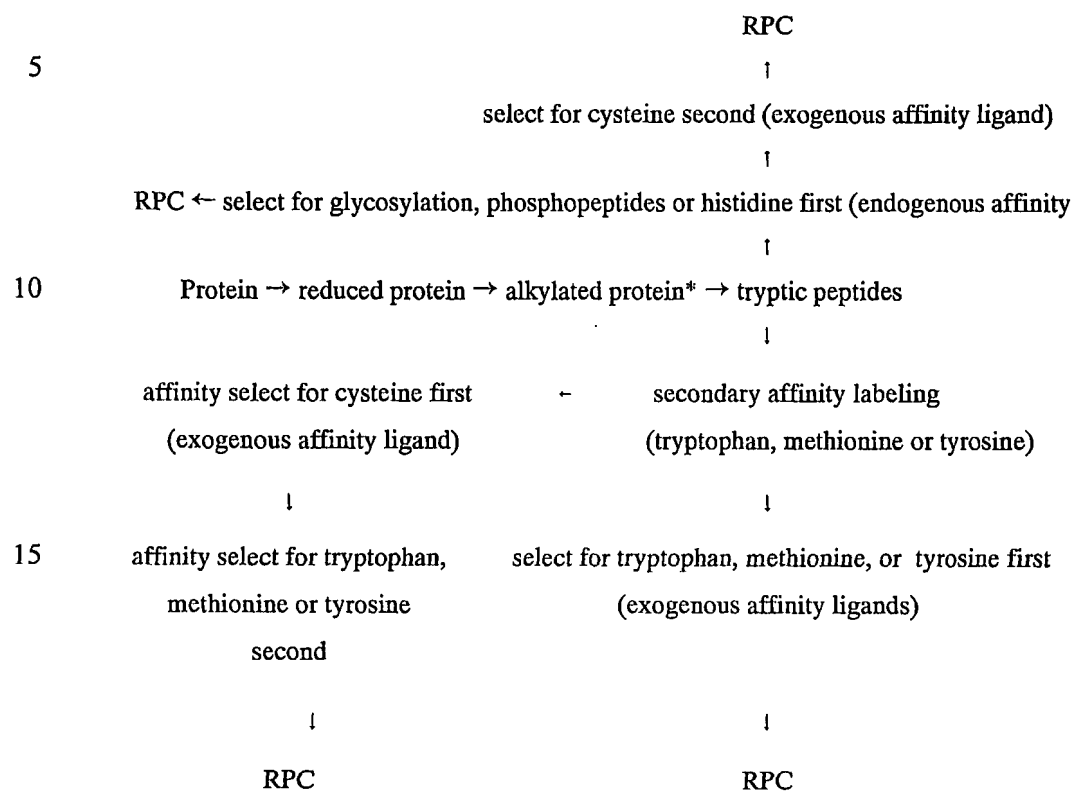 RPC
5 ↑
select for cysteine second (exogenous affinity ligand)
↑
RPC ← select for glycosylation, phosphopeptides or histidine first (endogenous affinity
↑
10 Protein → reduced protein → alkylated protein* → tryptic peptides
↓
affinity select for cysteine first ← secondary affinity labeling
(exogenous affinity ligand) (tryptophan, methionine or tyrosine)
↓ ↓
15 affinity select for tryptophan, select for tryptophan, methionine, or tyrosine first
methionine or tyrosine (exogenous affinity ligands)
second
↓ ↓
RPC RPC